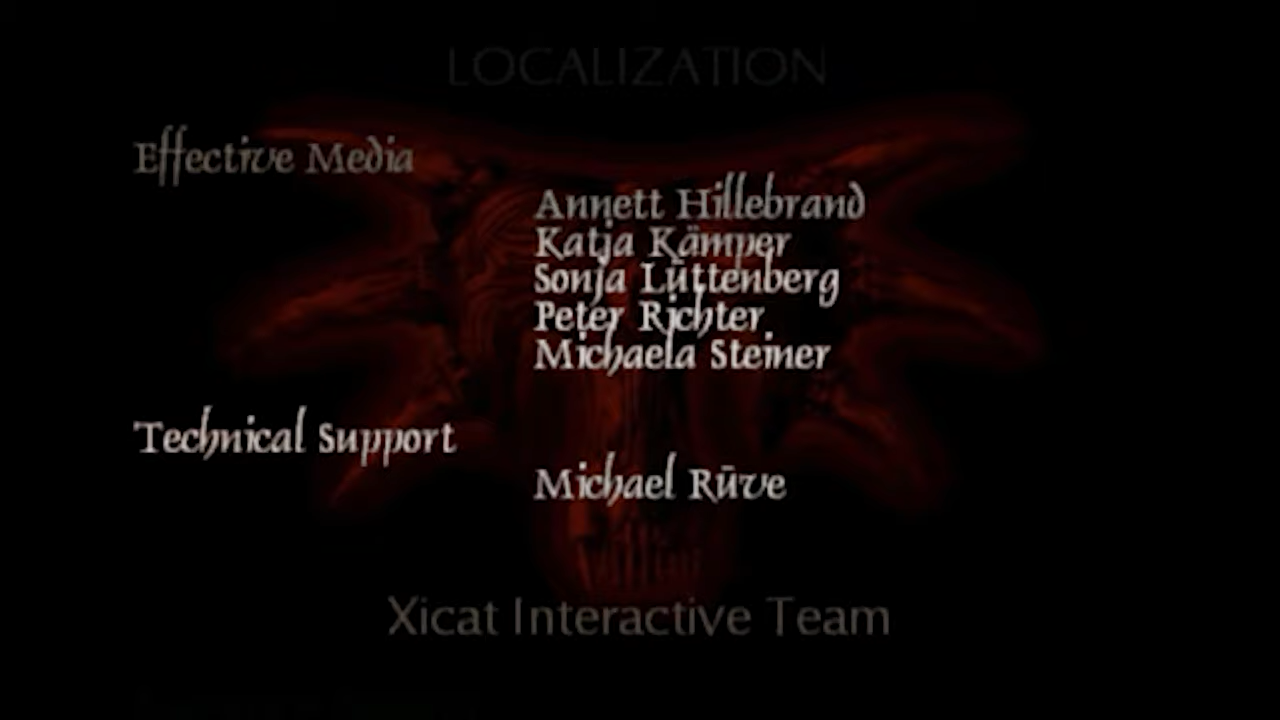 LOCALIZATION
Effective Media
Annett Hillebrand
Katja Kämper
Sonja Lüttenberg
Peter Richter
Michaela Steiner
Technical Support
Michael Rüve
Xicat Interactive Team